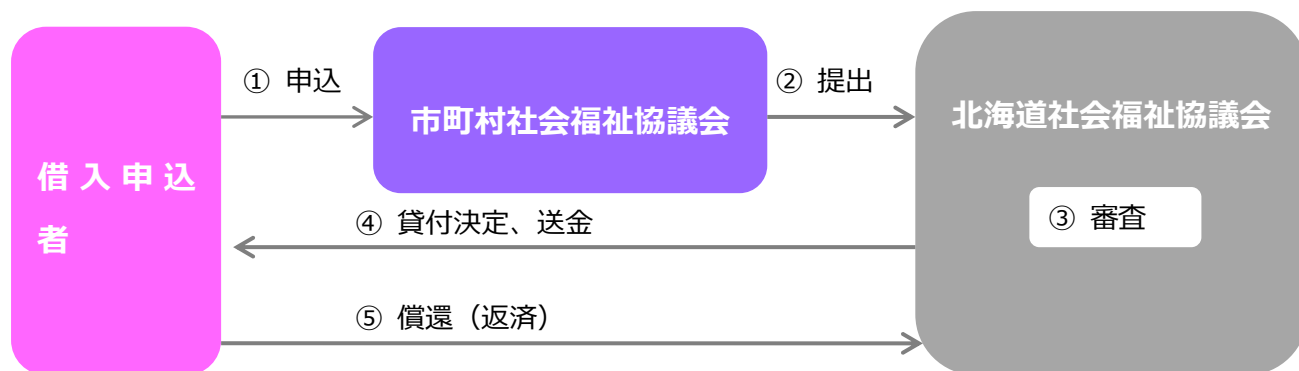 ① 申込
② 提出
市町村社会福祉協議会
北海道社会福祉協議会
借入申込
者
③ 審査
④ 貸付決定、送金
⑤ 償還（返済）